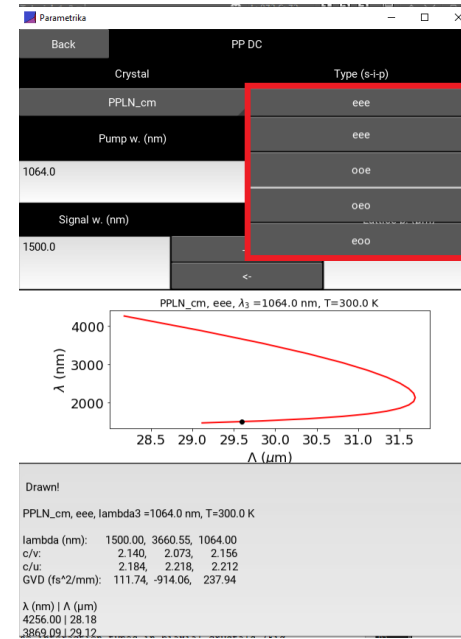 Parametrika
Back PP DC
Crystal Type (s-i-p)
PPLN_cm eee
Pump w. (nm) eee
1064.0 ooe
oeo
Signal w. (nm)
1500.0 eoo
<-
PPLN_cm, eee, λ3 =1064.0 nm, T=300.0 K
4000
3000
2000
λ (nm)
28.5 29.0 29.5 30.0 30.5 31.0 31.5
Λ (μm)
Drawn!
PPLN_cm, eee, lambda3 =1064.0 nm, T=300.0 K
lambda (nm): 1500.00, 3660.55, 1064.00
c/v: 2.140, 2.073, 2.156
c/u: 2.184, 2.218, 2.212
GVD (fs^2/mm): 111.74, -914.06, 237.94
λ (nm) | Λ (μm)
4256.00 | 28.18
3869.09 | 29.12